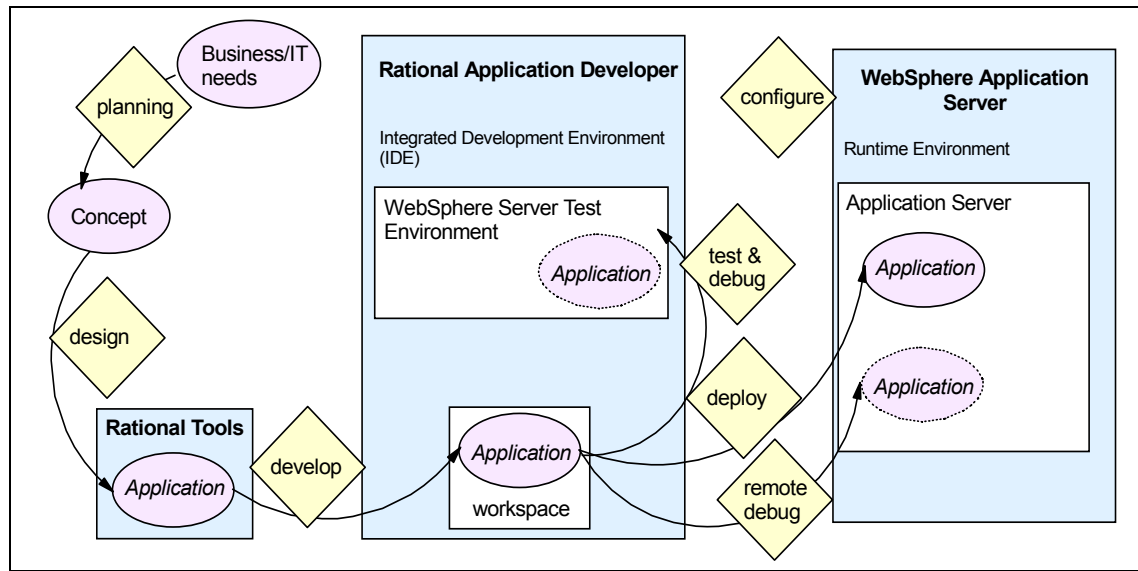 Business/IT
needs
planning
Concept
design
Rational Tools
Application
develop
Rational Application Developer
Integrated Development Environment
(IDE)
WebSphere Server Test
Environment
Application
Application
workspace
test &
debug
deploy
remote
debug
configure
WebSphere Application
Server
Runtime Environment
Application Server
Application
Application